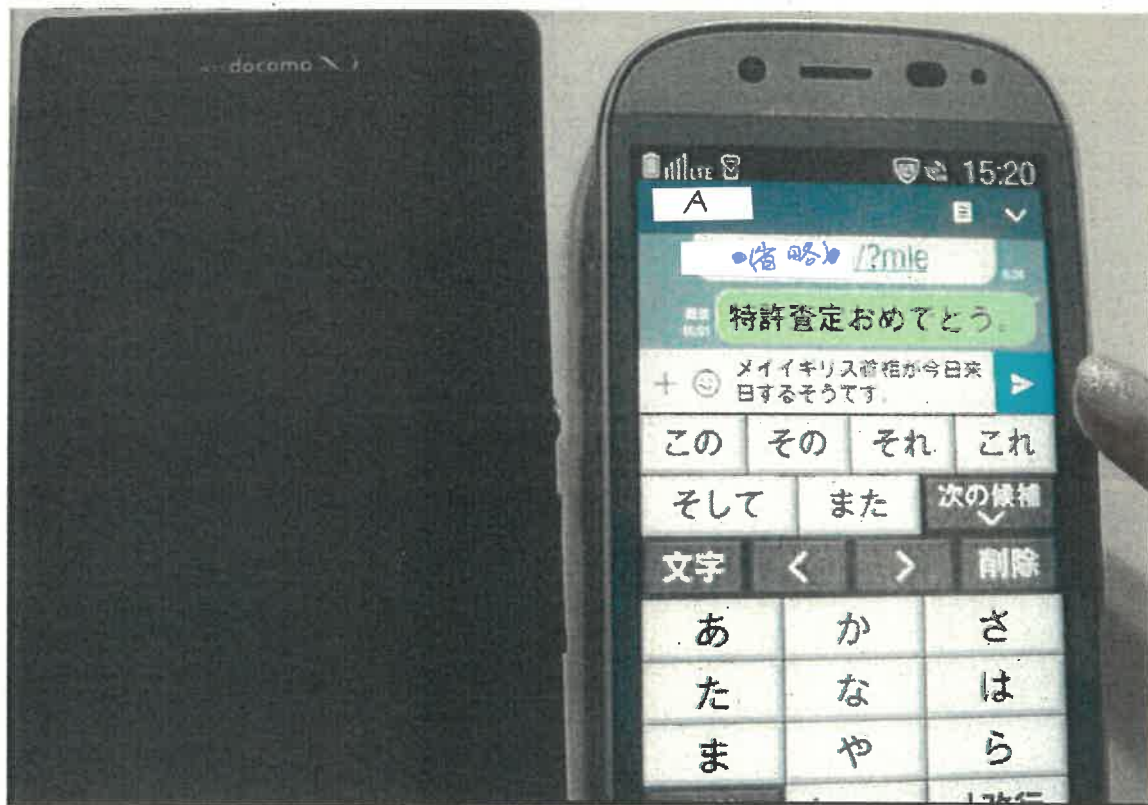 docomo
LTE 15:20
A
(省略) /?mle
特許査定おめでとう。
メイイギリス首相が今日来
日するそうです。
この その それ これ
そして また 次の候補
文字 < > 削除
あ か さ
た な は
ま や ら
改行